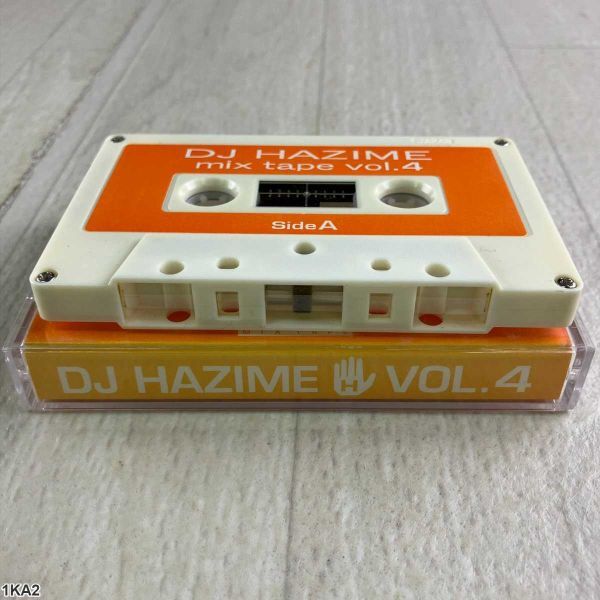 DJ HAZIME
mix tape vol.4
Side A
DJ HAZIME VOL.4
1KA2